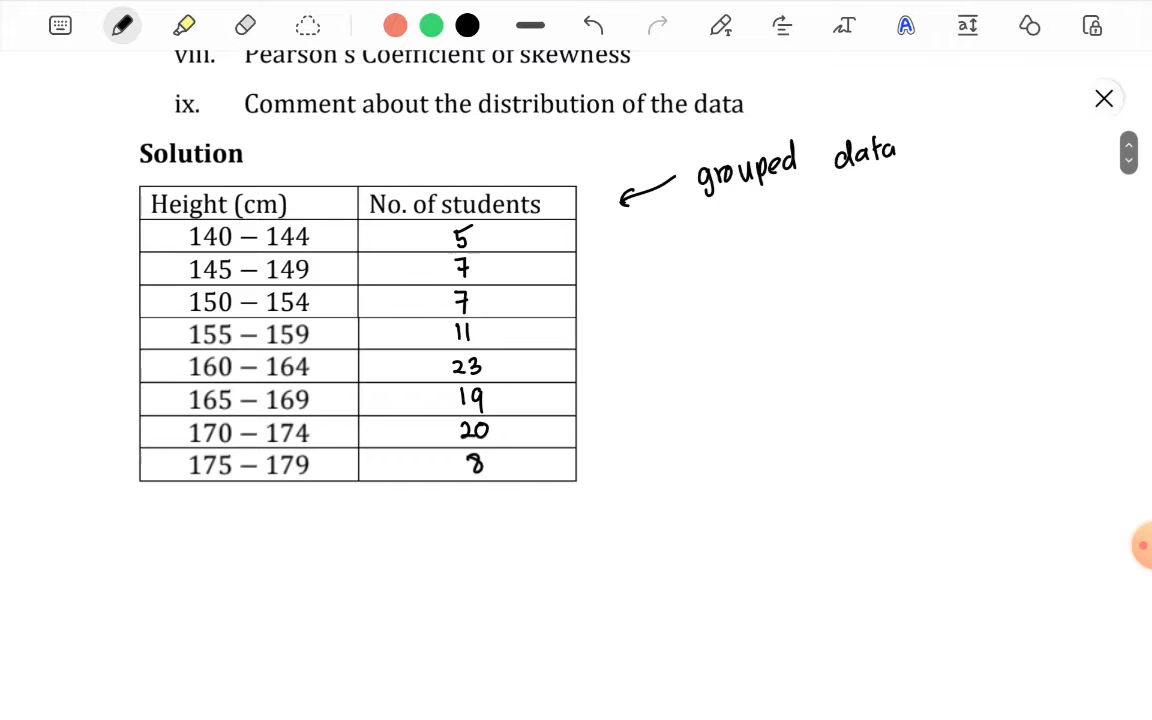 viii. Pearson's Coefficient of skewness
ix. Comment about the distribution of the data
Solution
grouped data
Height (cm) No. of students
140 – 144 5
145 – 149 7
150 – 154 7
155 – 159 11
160 – 164 23
165 – 169 19
170 – 174 20
175 – 179 8